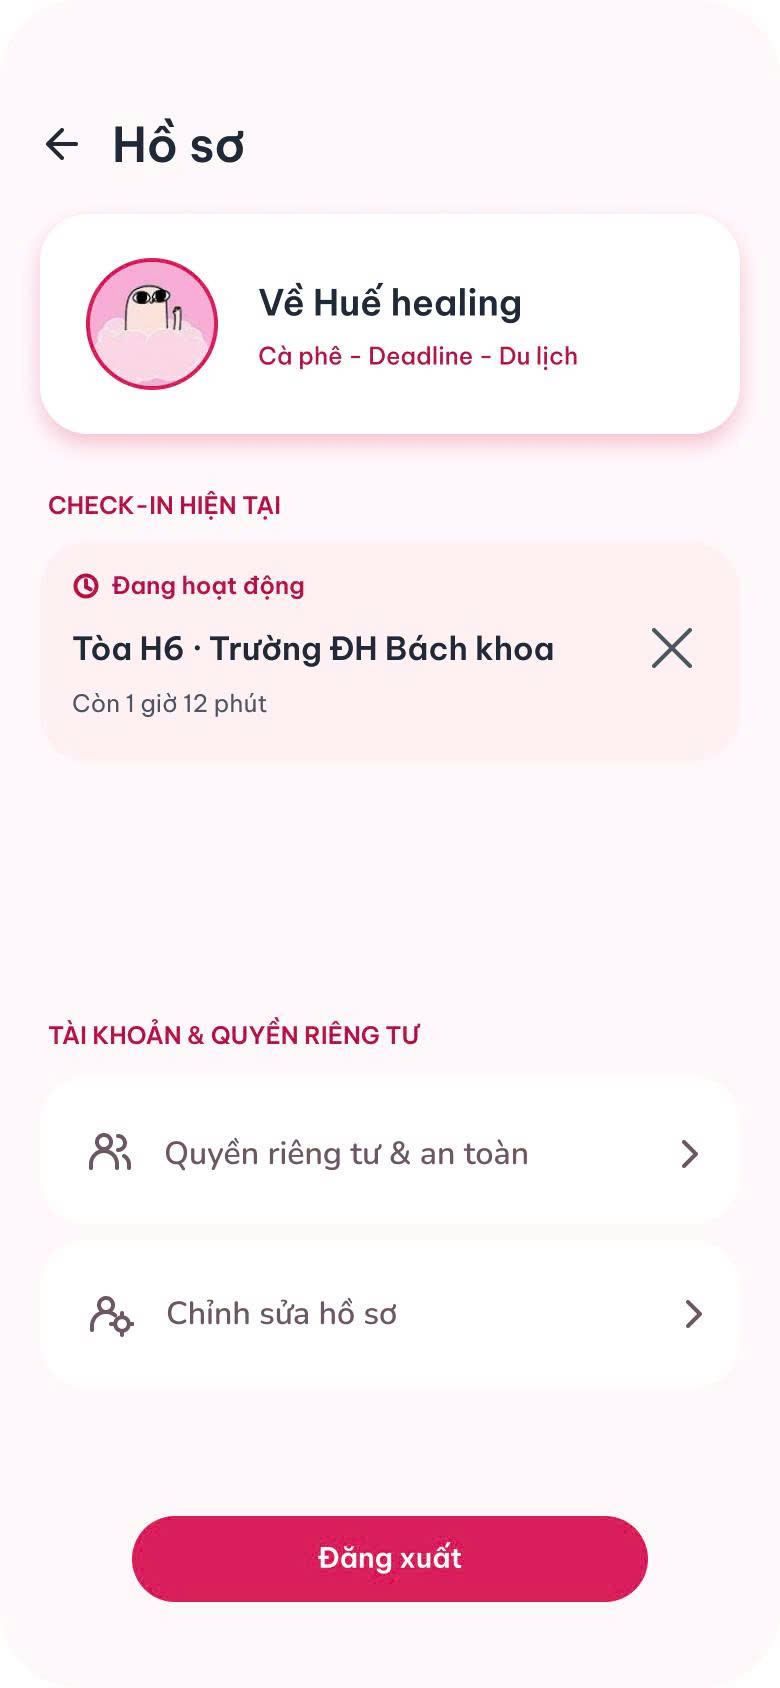 Hồ sơ
Về Huế healing
Cà phê - Deadline - Du lịch
CHECK-IN HIỆN TẠI
Đang hoạt động
Tòa H6 · Trường ĐH Bách khoa
Còn 1 giờ 12 phút
TÀI KHOẢN & QUYỀN RIÊNG TƯ
Quyền riêng tư & an toàn
Chỉnh sửa hồ sơ
Đăng xuất